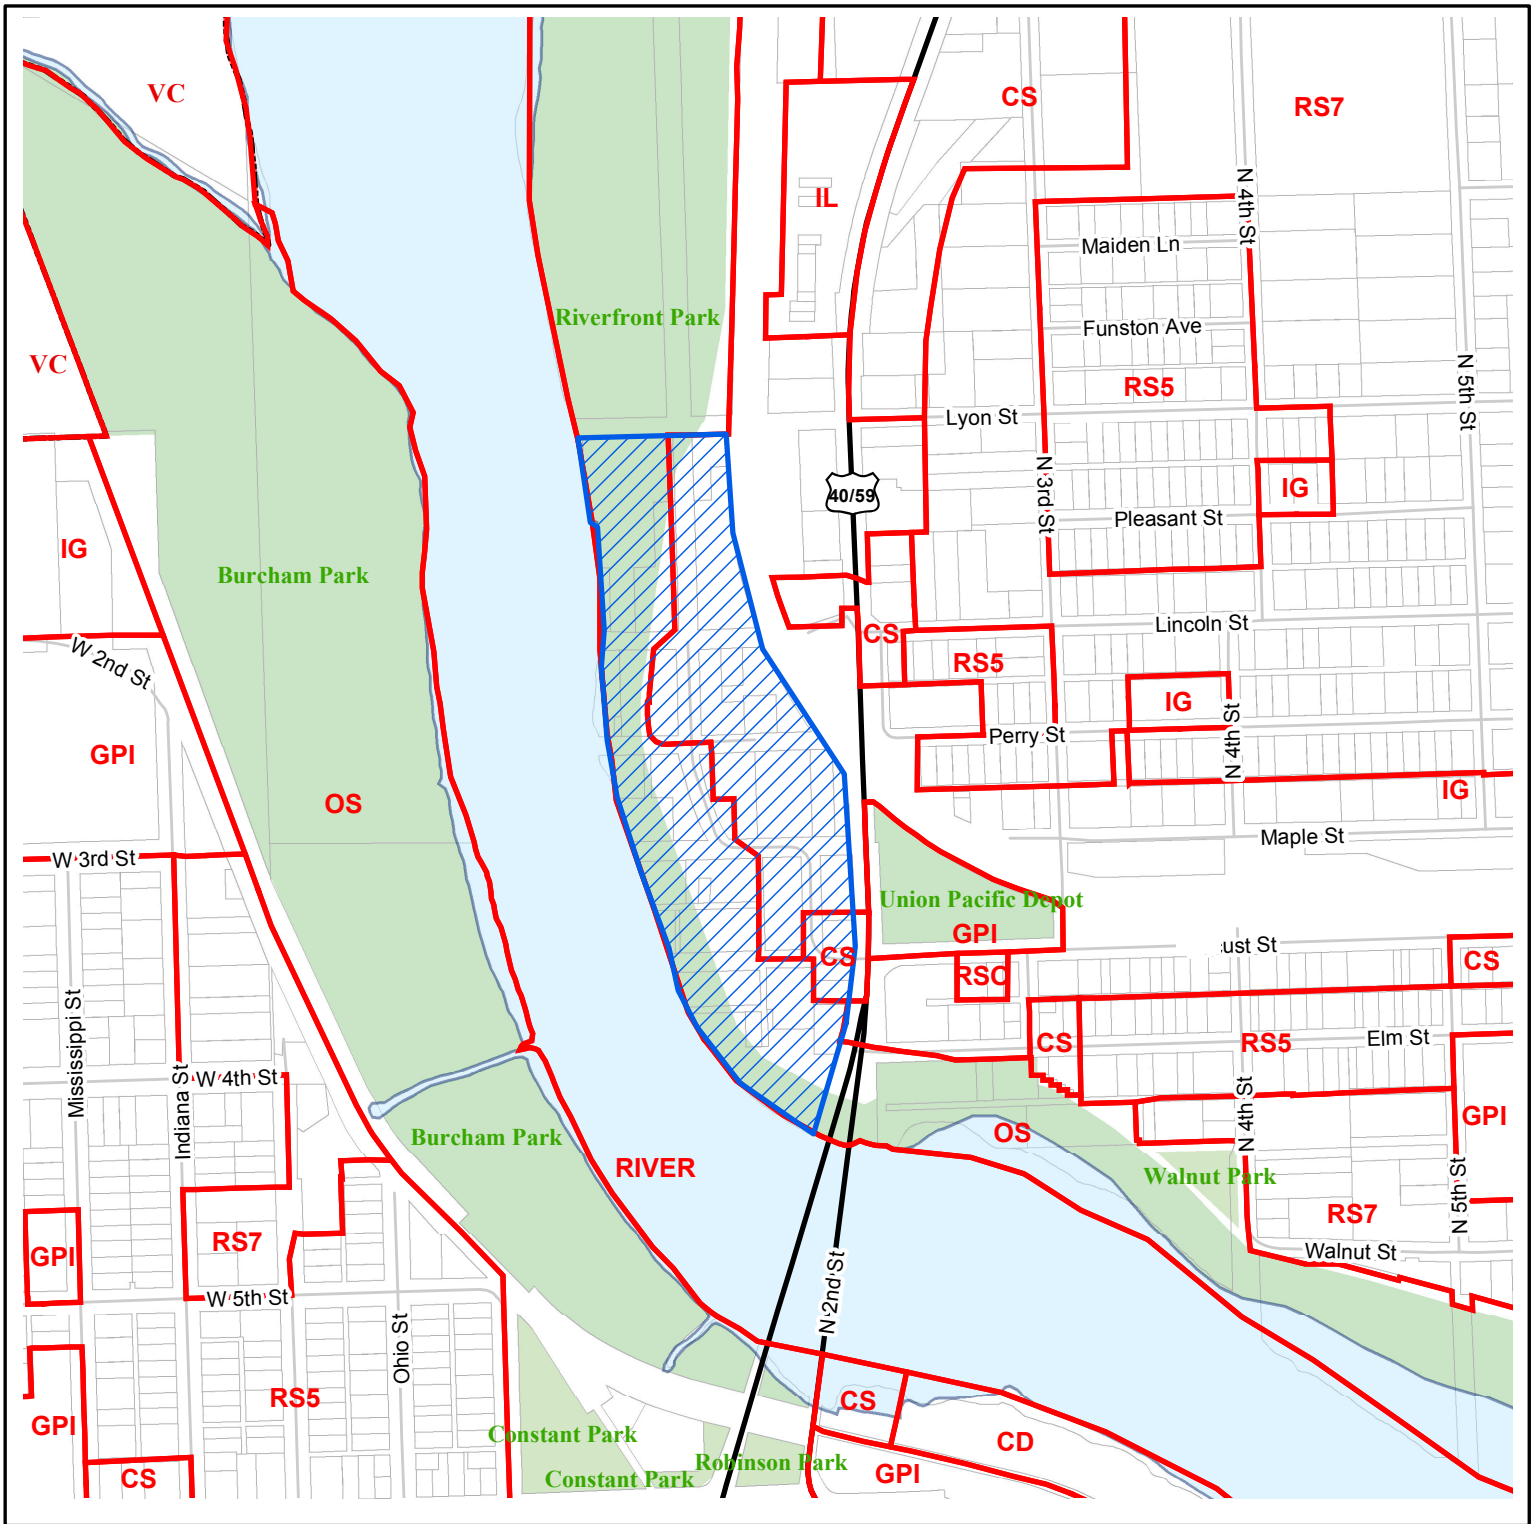 VC
CS
RS7
IL
N 4th St
Maiden Ln
Riverfront Park
Funston Ave
VC
RS5
N 5th St
Lyon St
40/59
N 3rd St
IG
Pleasant St
IG
Burcham Park
Lincoln St
CS
RS5
W 2nd St
IG
Perry St
N 4th St
GPI
IG
OS
Maple St
W 3rd St
Union Pacific Depot
GPI
ust St
CS
CS
RSO
Mississippi St
CS
RS5
Elm St
Indiana St
W 4th St
N 4th St
GPI
Burcham Park
OS
RIVER
Walnut Park
N 5th St
RS7
RS7
GPI
Walnut St
W 5th St
N 2nd St
Ohio St
RS5
CS
GPI
Constant Park
CD
Robinson Park
GPI
CS
Constant Park